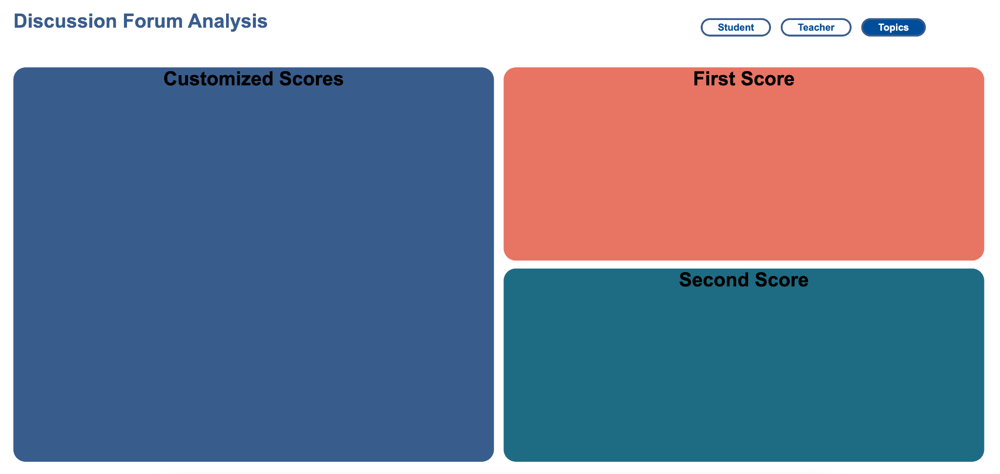 Discussion Forum Analysis
Student
Teacher
Topics
Customized Scores
First Score
Second Score